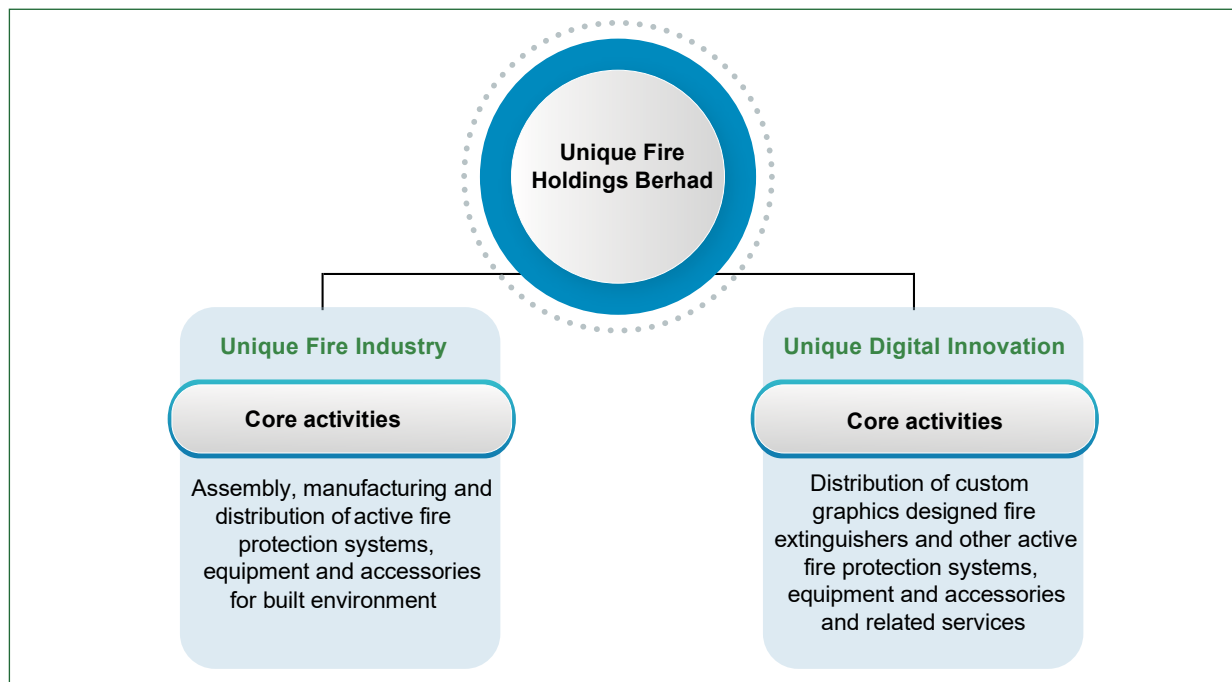 Unique Fire
Holdings Berhad
Unique Fire Industry
Core activities
Assembly, manufacturing and
distribution of active fire
protection systems,
equipment and accessories
for built environment
Unique Digital Innovation
Core activities
Distribution of custom
graphics designed fire
extinguishers and other active
fire protection systems,
equipment and accessories
and related services